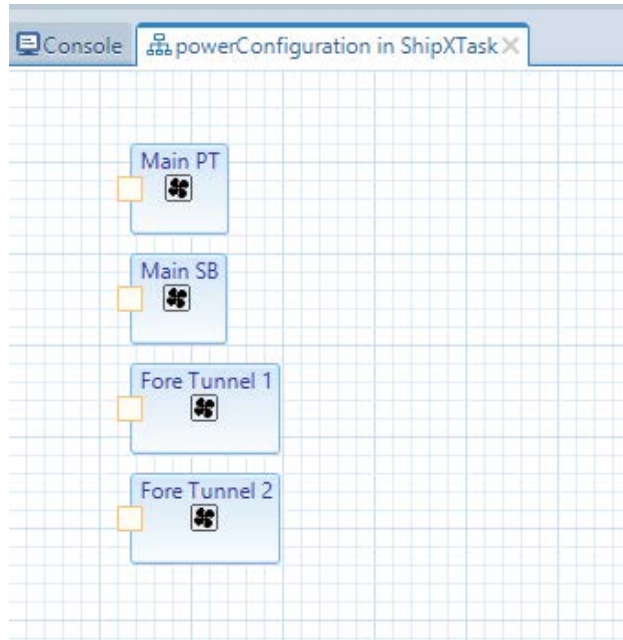 Console powerConfiguration in ShipXTask
Main PT
Main SB
Fore Tunnel 1
Fore Tunnel 2